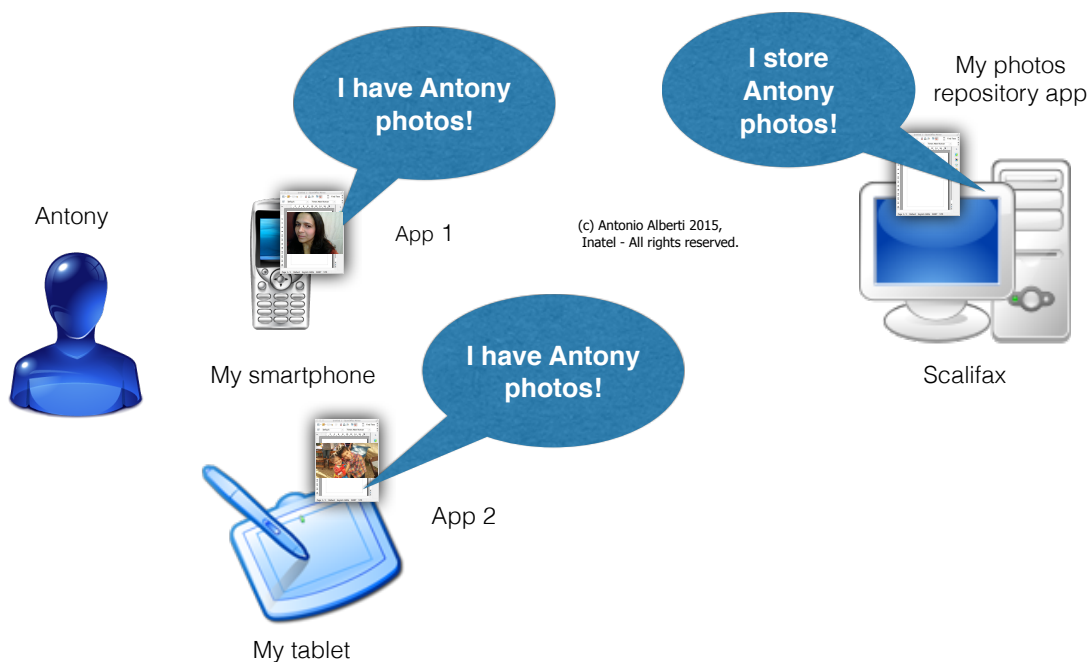 I have Antony
photos!
I store
Antony
photos!
My photos
repository app
Antony
App 1
(c) Antonio Alberti 2015,
Inatel - All rights reserved.
My smartphone
I have Antony
photos!
Scalifax
App 2
My tablet